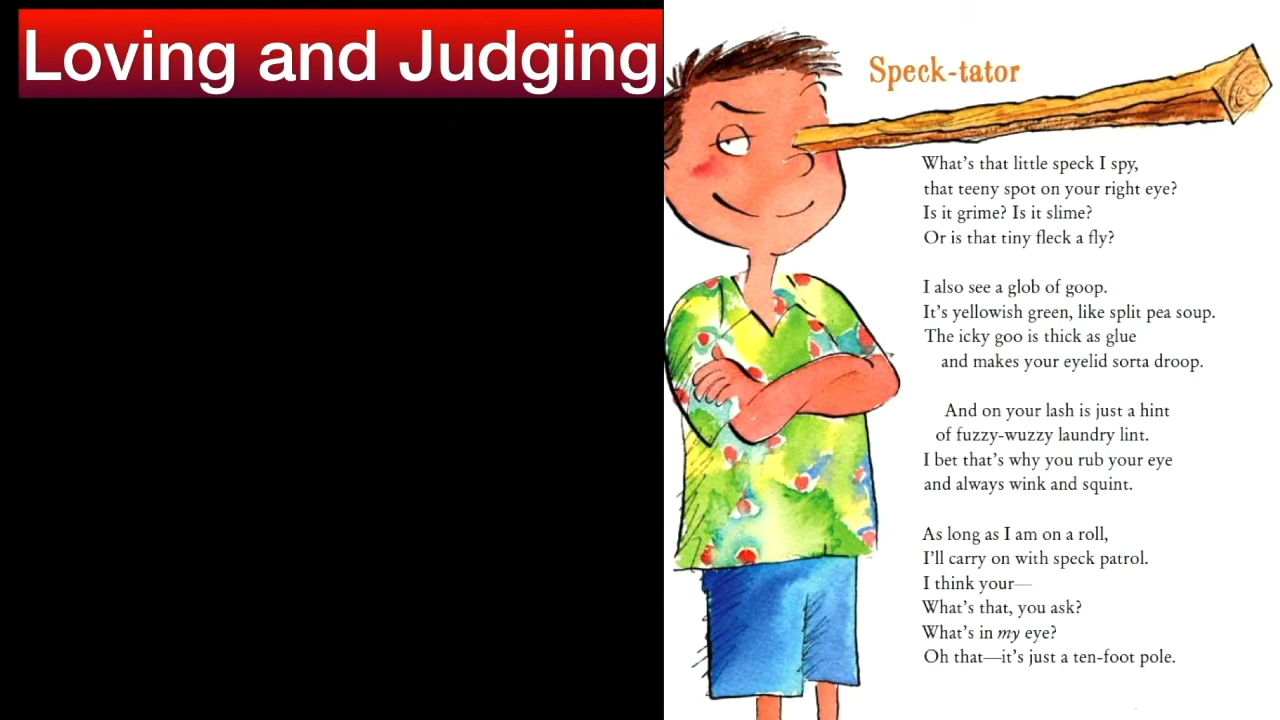 Loving and Judging
Speck-tator
What's that little speck I spy,
that teeny spot on your right eye?
Is it grime? Is it slime?
Or is that tiny fleck a fly?
I also see a glob of goop.
It's yellowish green, like split pea soup.
The icky goo is thick as glue
and makes your eyelid sorta droop.
And on your lash is just a hint
of fuzzy-wuzzy laundry lint.
I bet that's why you rub your eye
and always wink and squint.
As long as I am on a roll,
I'll carry on with speck patrol.
I think your—
What's that, you ask?
What's in my eye?
Oh that—it's just a ten-foot pole.